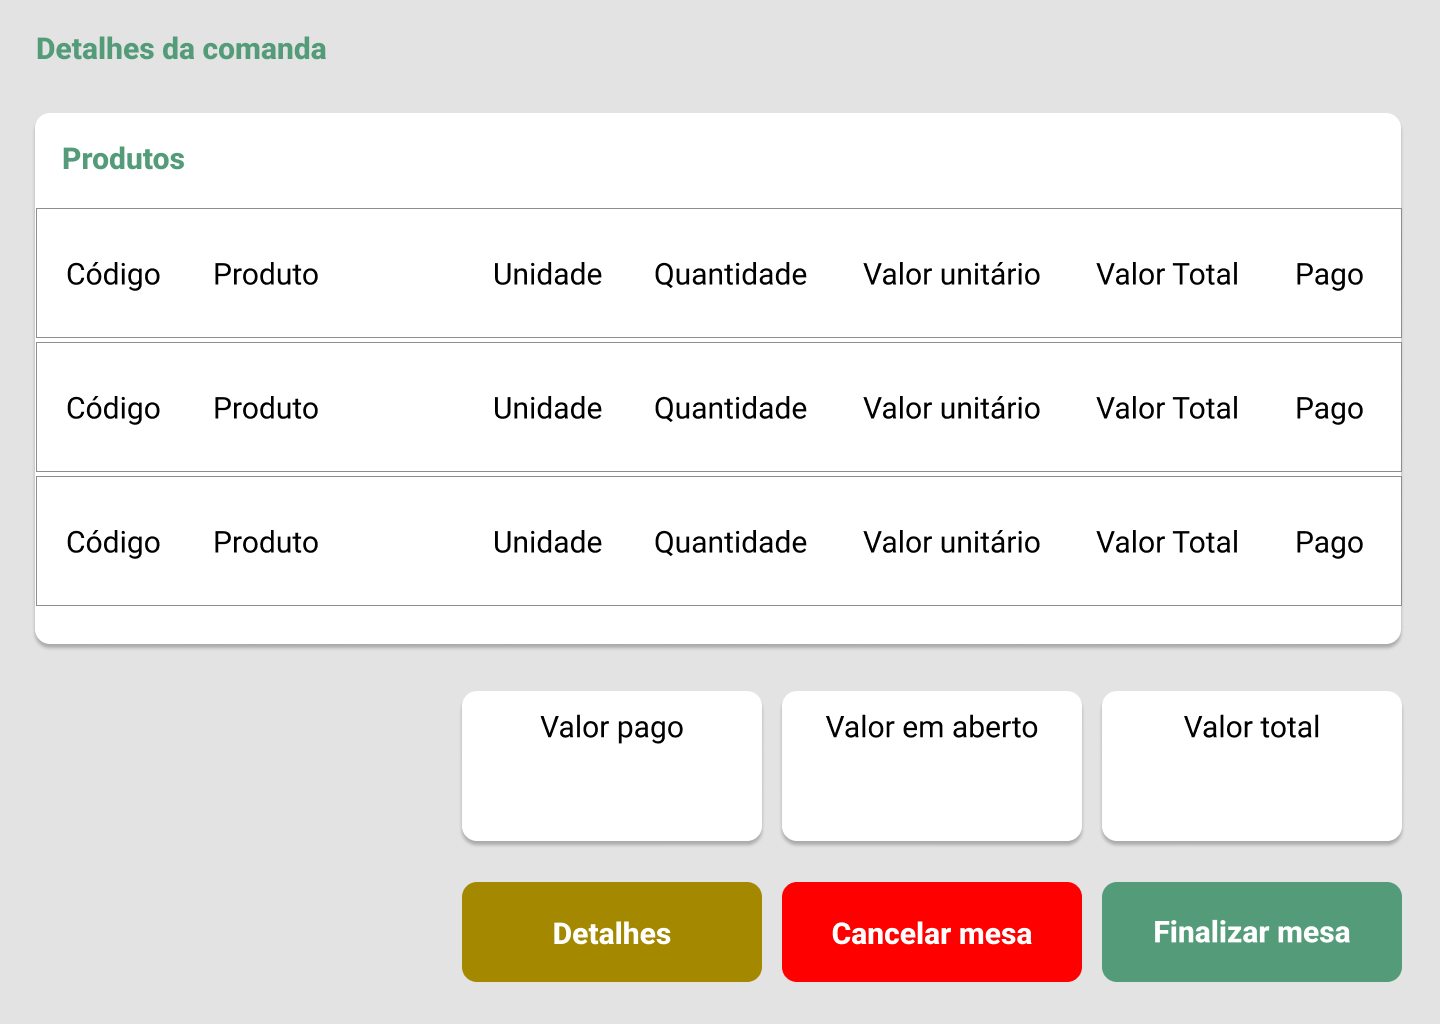 Detalhes da comanda
Produtos
Código Produto Unidade Quantidade Valor unitário Valor Total Pago
Código Produto Unidade Quantidade Valor unitário Valor Total Pago
Código Produto Unidade Quantidade Valor unitário Valor Total Pago
Valor pago Valor em aberto Valor total
Detalhes Cancelar mesa Finalizar mesa